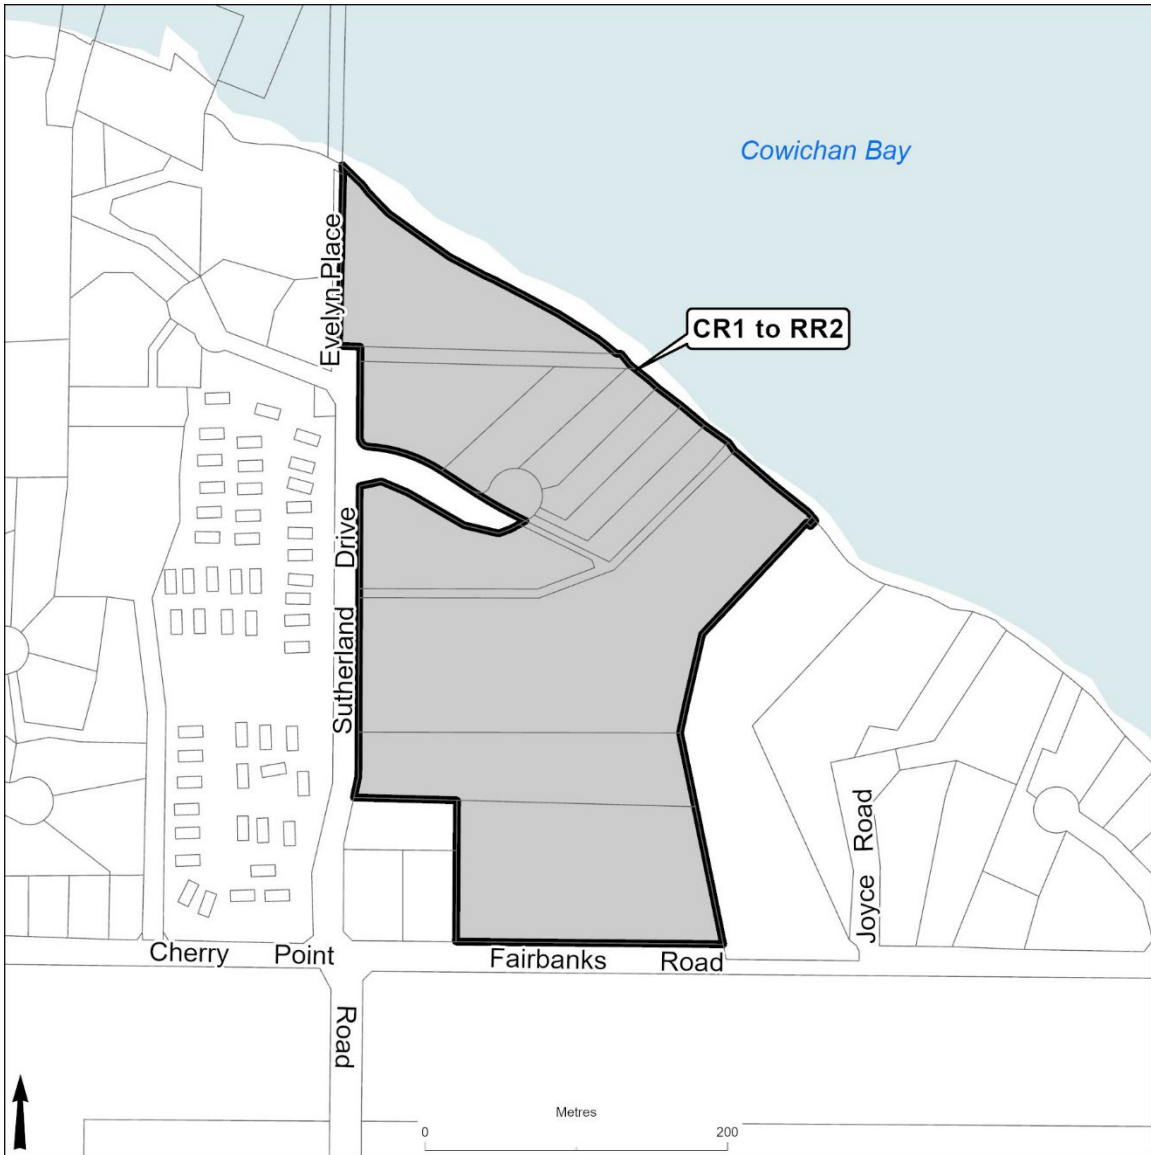 Cowichan Bay
Evelyn Place
CR1 to RR2
Sutherland Drive
Joyce Road
Cherry Point
Road
Fairbanks Road
Metres
0 200